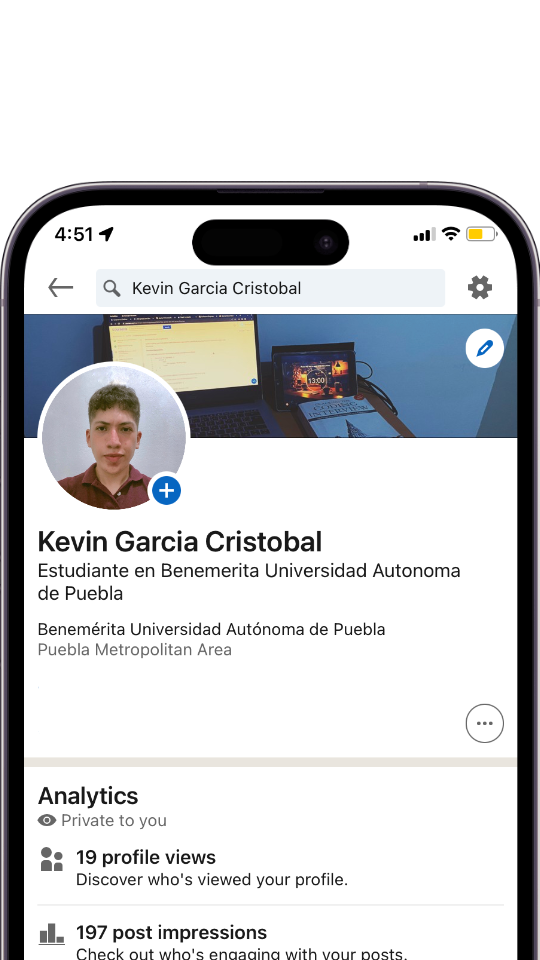 4:51
Kevin Garcia Cristobal
13:00
CODING
INTERVIEW
Kevin Garcia Cristobal
Estudiante en Benemerita Universidad Autonoma
de Puebla
Benemérita Universidad Autónoma de Puebla
Puebla Metropolitan Area
Analytics
Private to you
19 profile views
Discover who's viewed your profile.
197 post impressions
Check out who's engaging with your posts.